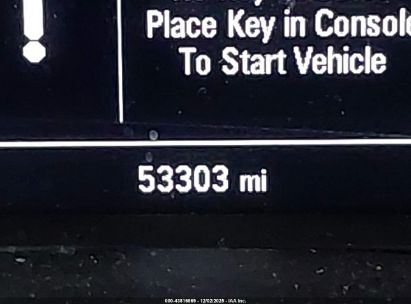 Place Key in Console
To Start Vehicle
53303 mi